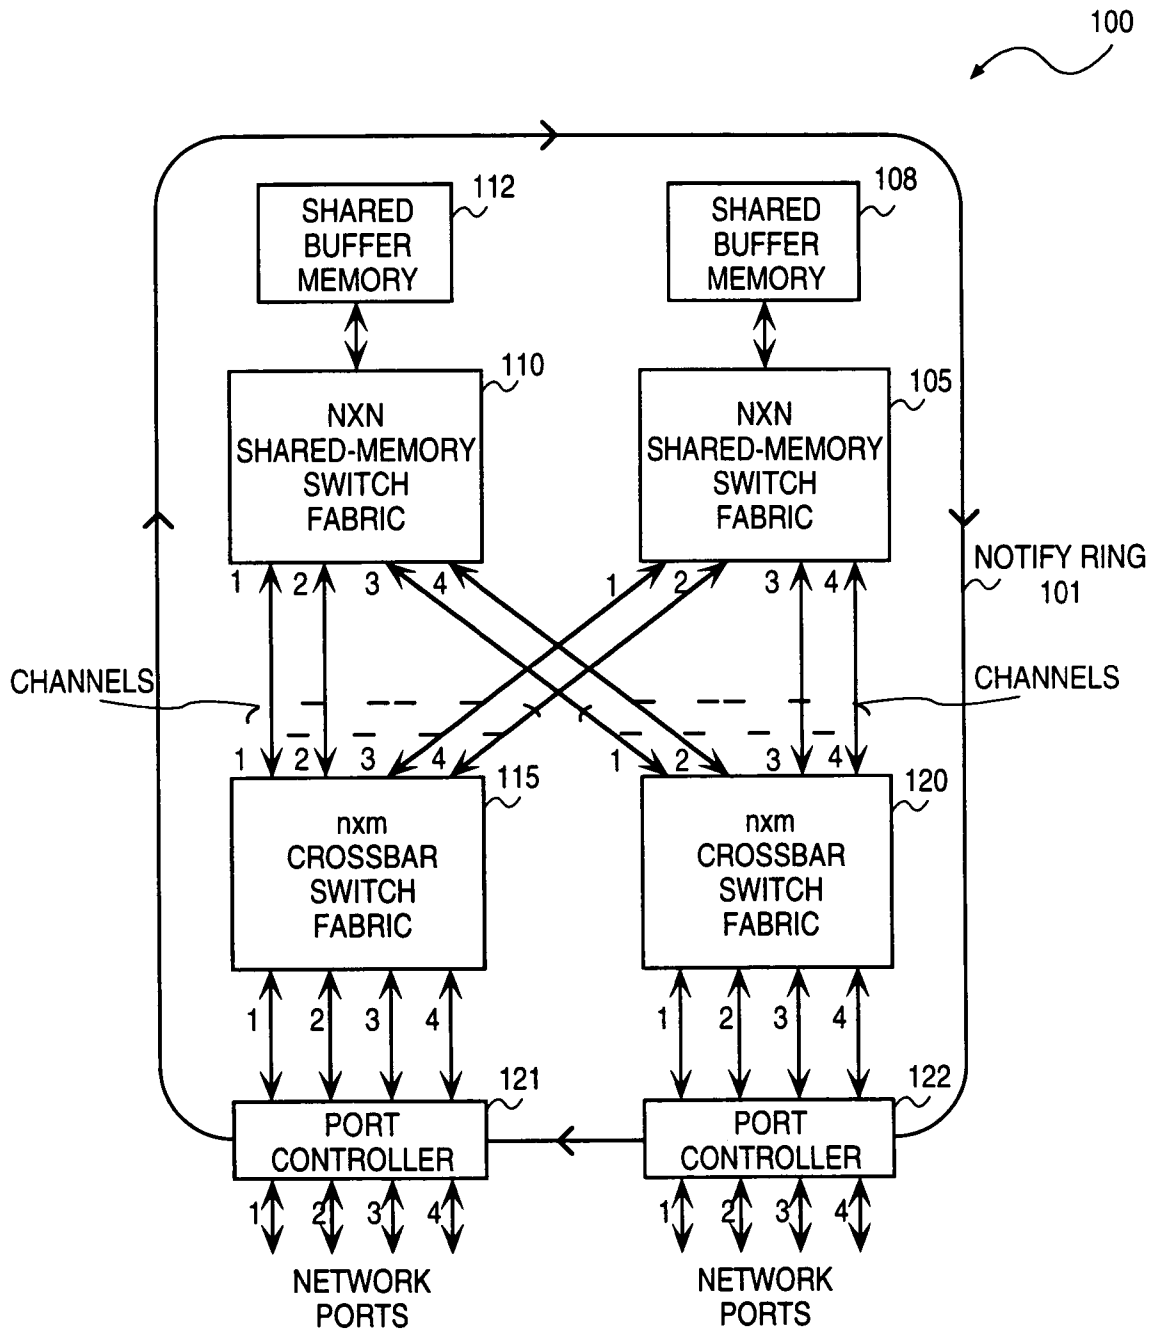 100
112
108
SHARED
BUFFER
MEMORY
SHARED
BUFFER
MEMORY
110
105
NXN
SHARED-MEMORY
SWITCH
FABRIC
NXN
SHARED-MEMORY
SWITCH
FABRIC
NOTIFY RING
101
1 2 3 4 1 2 3 4
CHANNELS
CHANNELS
1 2 3 4 1 2 3 4
115
120
nxm
CROSSBAR
SWITCH
FABRIC
nxm
CROSSBAR
SWITCH
FABRIC
1 2 3 4 1 2 3 4
121
122
PORT
CONTROLLER
PORT
CONTROLLER
1 2 3 4 1 2 3 4
NETWORK
PORTS
NETWORK
PORTS